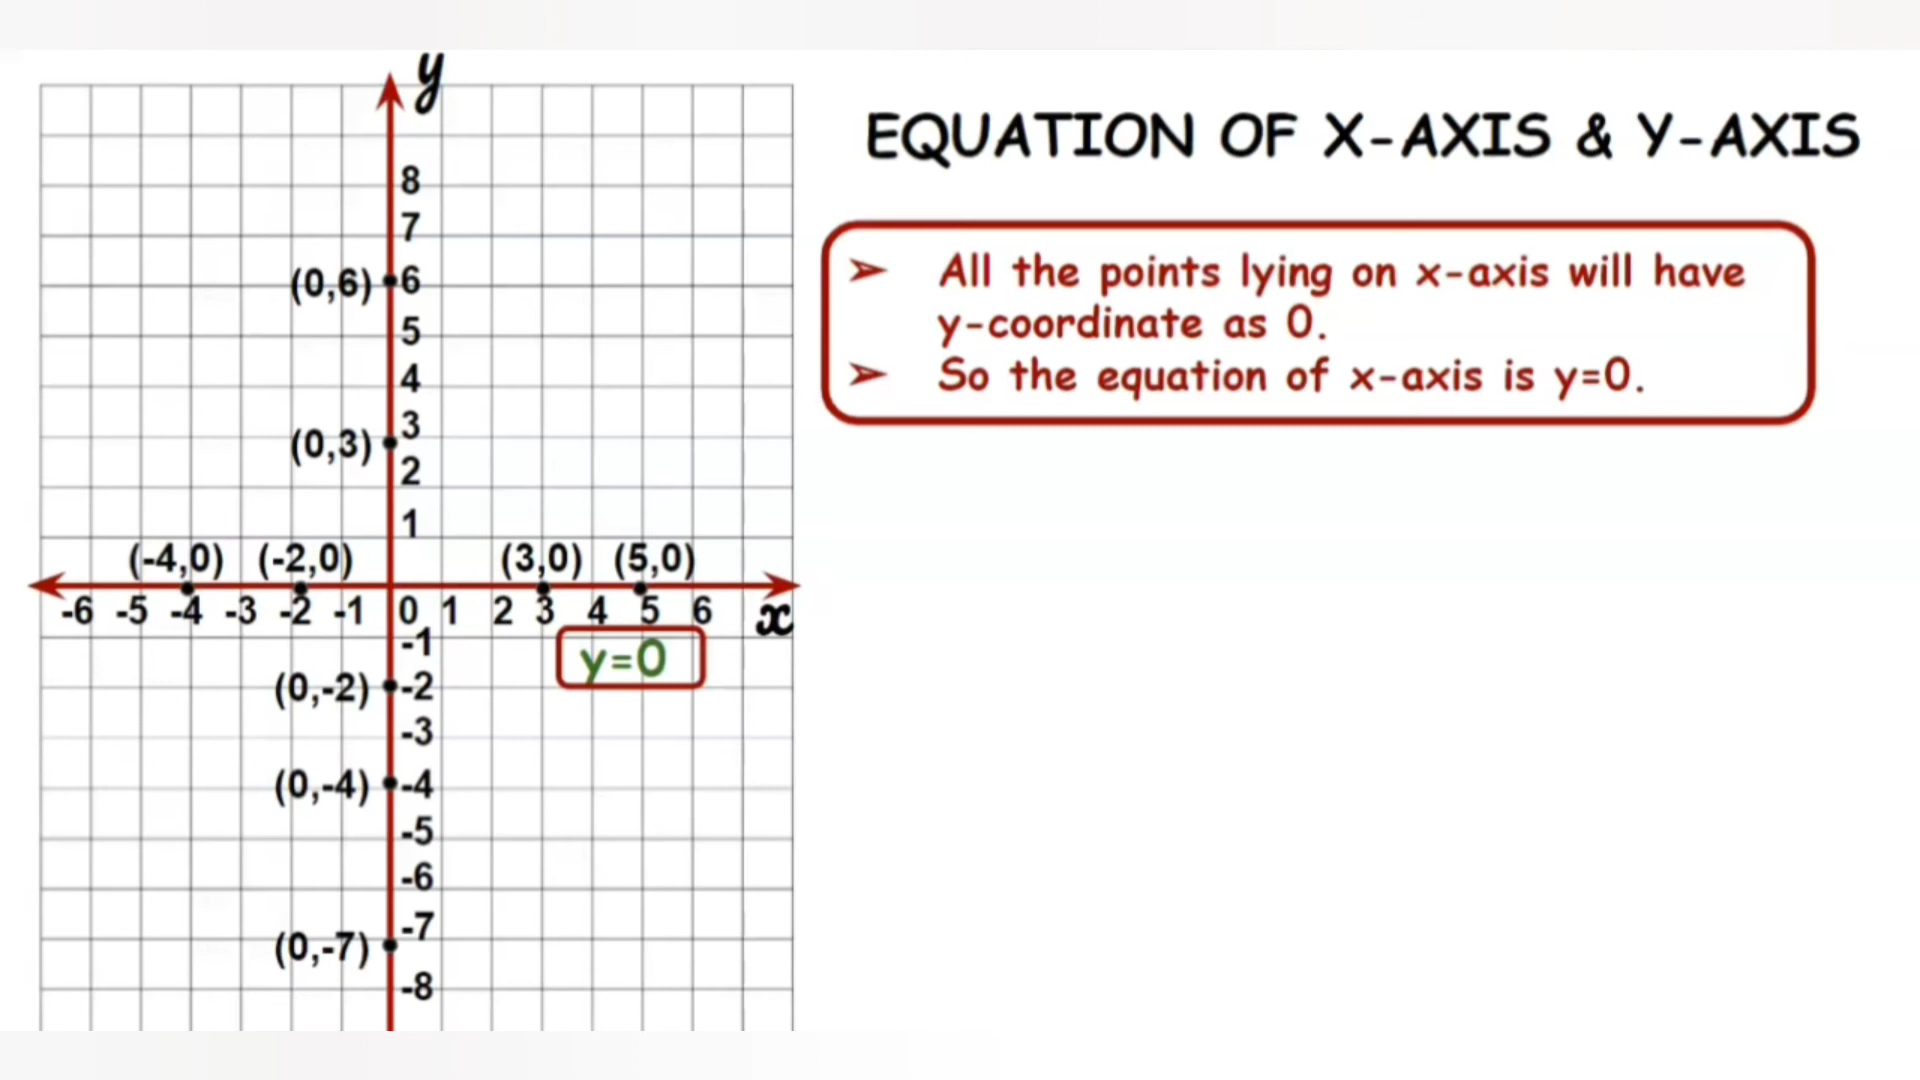 y
EQUATION OF X-AXIS & Y-AXIS
➢ All the points lying on x-axis will have
y-coordinate as 0.
➢ So the equation of x-axis is y=0.
8
7
(0,6) 6
5
4
3
(0,3)
2
1
(-4,0) (-2,0) (3,0) (5,0)
-6 -5 -4 -3 -2 -1 0 1 2 3 4 5 6 x
-1
y=0
(0,-2) -2
-3
(0,-4) -4
-5
-6
-7
(0,-7)
-8